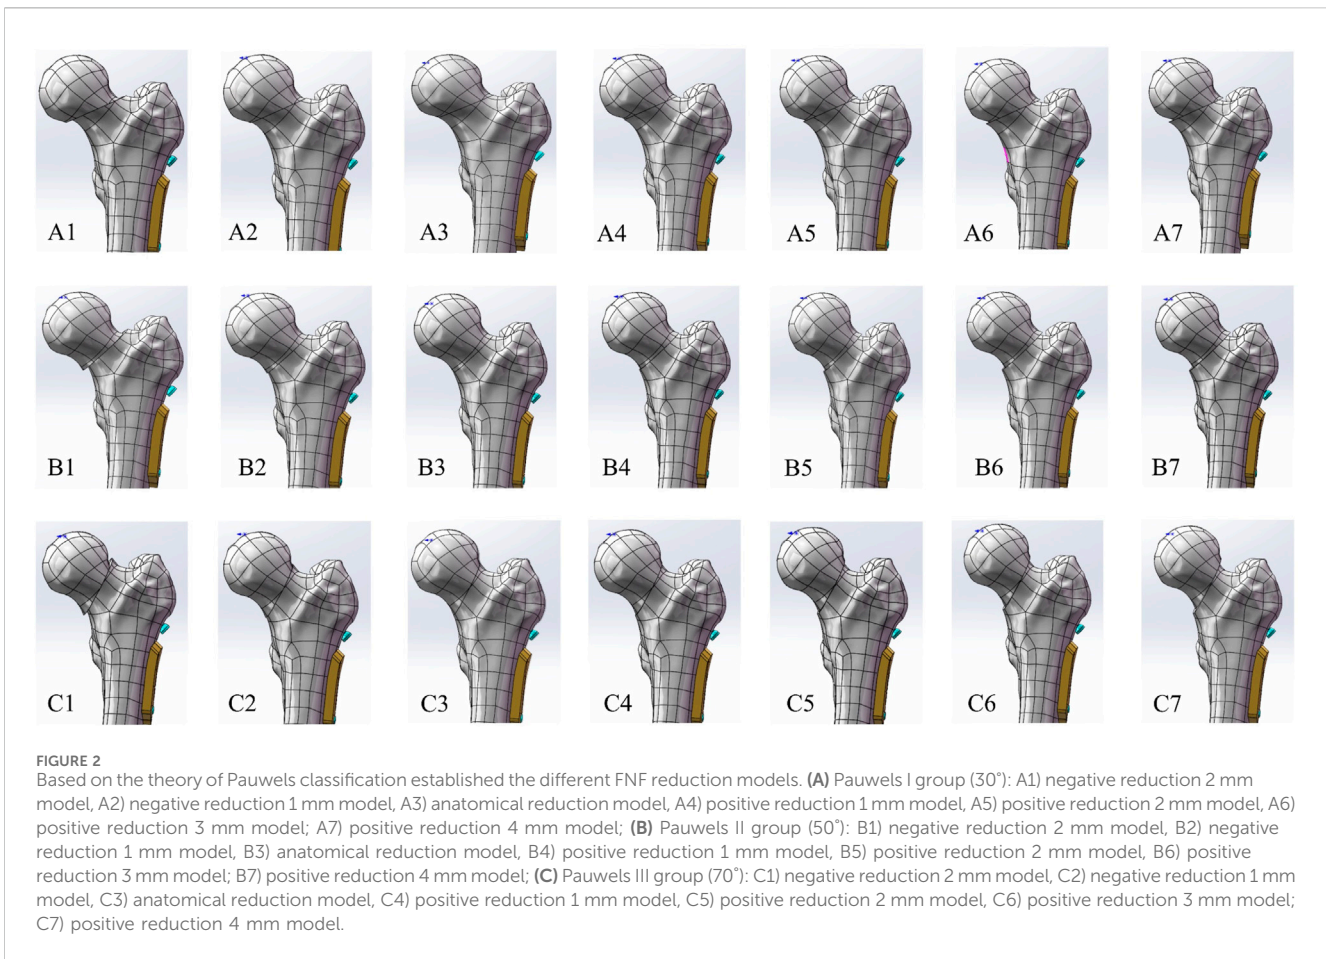 A1 A2 A3 A4 A5 A6 A7
B1 B2 B3 B4 B5 B6 B7
C1 C2 C3 C4 C5 C6 C7
FIGURE 2
Based on the theory of Pauwels classification established the different FNF reduction models. (A) Pauwels I group (30°): A1) negative reduction 2 mm
model, A2) negative reduction 1 mm model, A3) anatomical reduction model, A4) positive reduction 1 mm model, A5) positive reduction 2 mm model, A6)
positive reduction 3 mm model; A7) positive reduction 4 mm model; (B) Pauwels II group (50°): B1) negative reduction 2 mm model, B2) negative
reduction 1 mm model, B3) anatomical reduction model, B4) positive reduction 1 mm model, B5) positive reduction 2 mm model, B6) positive
reduction 3 mm model; B7) positive reduction 4 mm model; (C) Pauwels III group (70°): C1) negative reduction 2 mm model, C2) negative reduction 1 mm
model, C3) anatomical reduction model, C4) positive reduction 1 mm model, C5) positive reduction 2 mm model, C6) positive reduction 3 mm model;
C7) positive reduction 4 mm model.